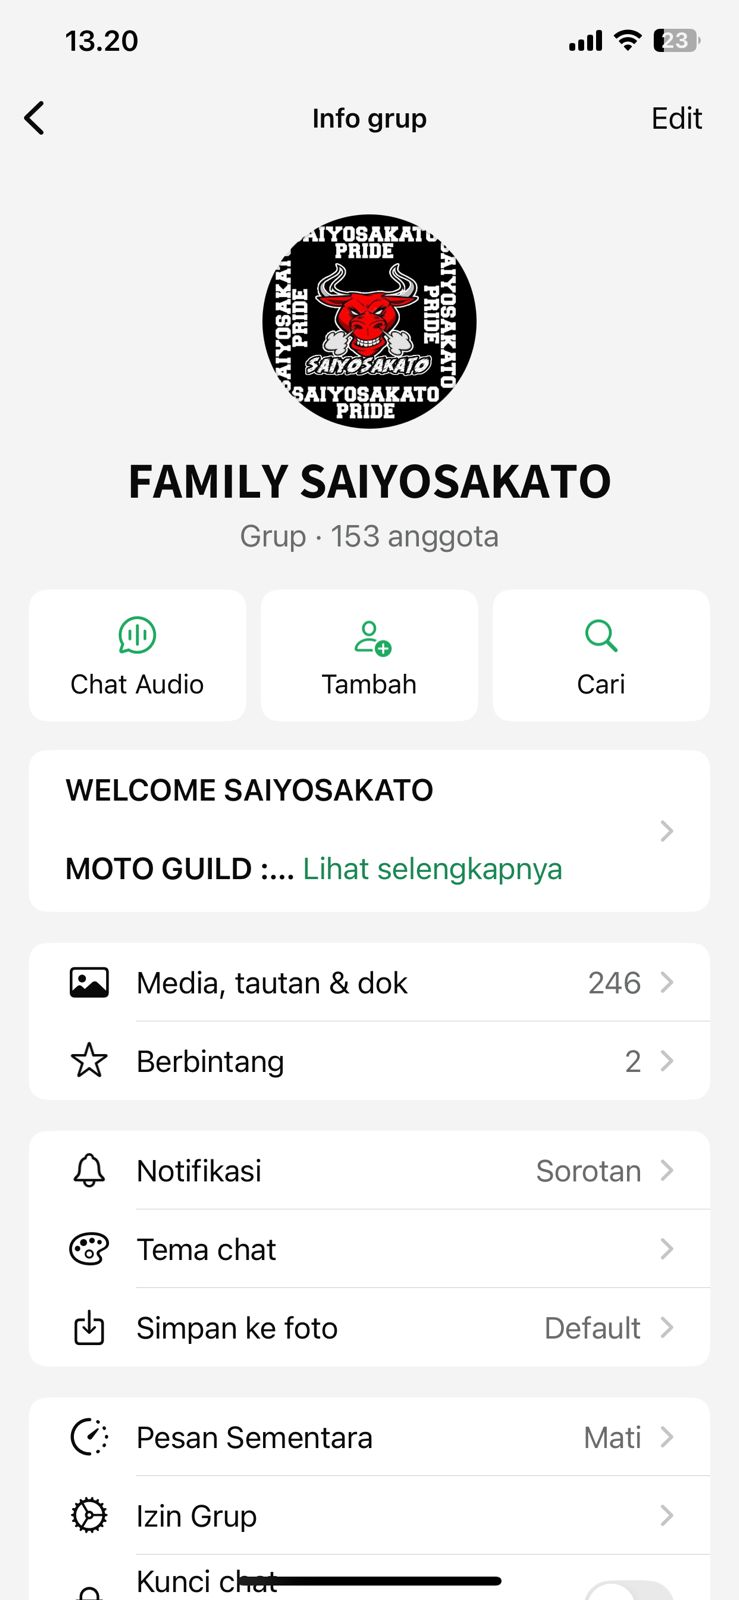 13.20
23
Info grup
Edit
SAIYOSAKATO
PRIDE
SAIYOSAKATO
PRIDE
PRIDE
SAIYOSAKATO
SAIYOSAKATO
SAIYOSAKATO
PRIDE
FAMILY SAIYOSAKATO
Grup · 153 anggota
Chat Audio
Tambah
Cari
WELCOME SAIYOSAKATO
MOTO GUILD :... Lihat selengkapnya
Media, tautan & dok
246
Berbintang
2
Notifikasi
Sorotan
Tema chat
Simpan ke foto
Default
Pesan Sementara
Mati
Izin Grup
Kunci chat